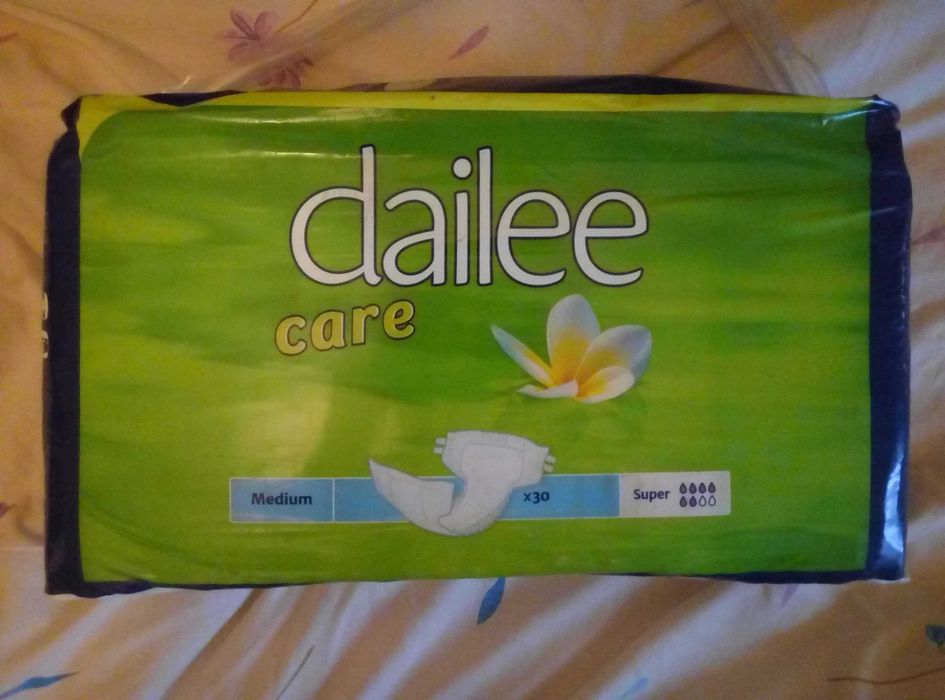 dailee
care
Medium x30 Super